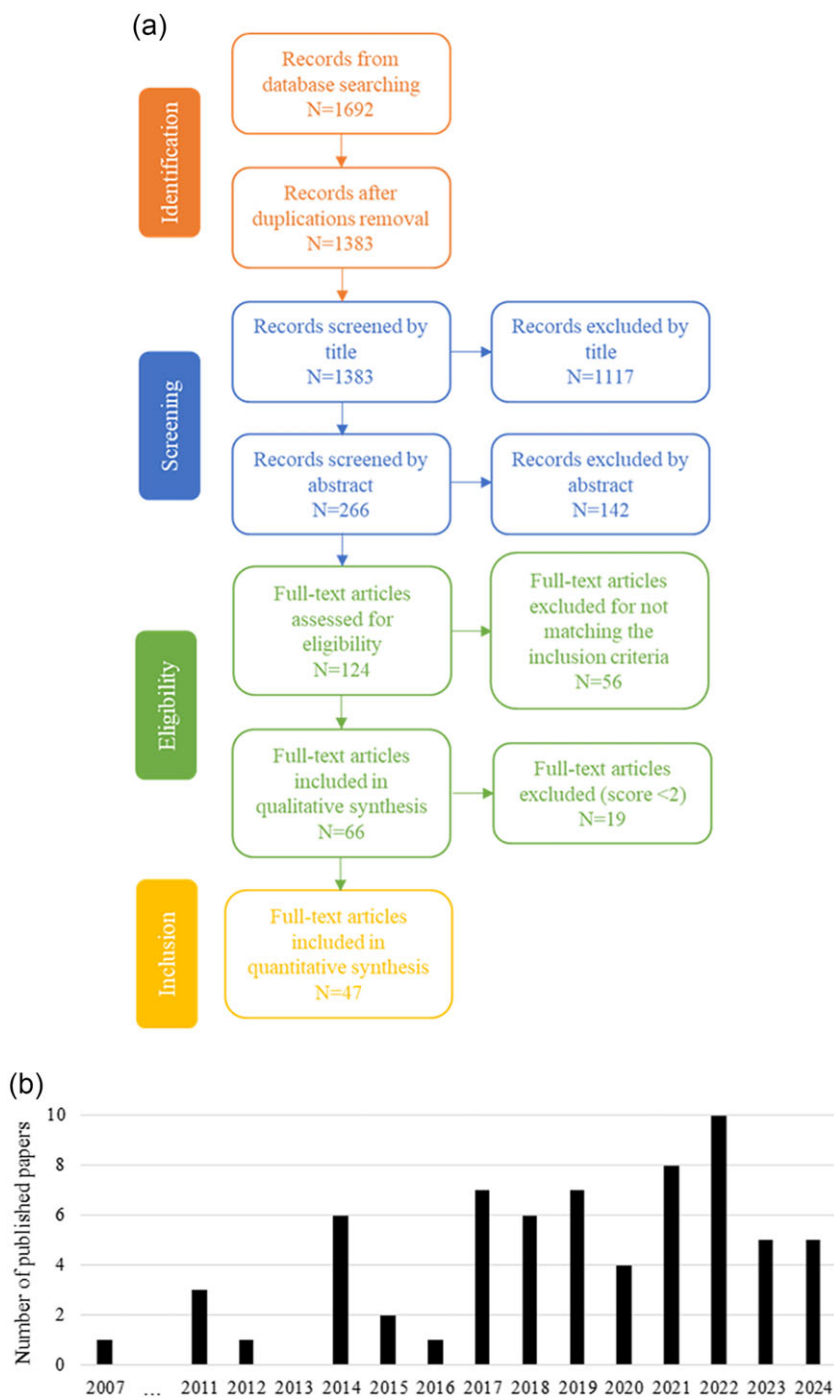 (a)
Identification
Records from
database searching
N=1692
Records after
duplications removal
N=1383
Screening
Records screened by
title
N=1383
Records excluded by
title
N=1117
Records screened by
abstract
N=266
Records excluded by
abstract
N=142
Eligibility
Full-text articles
assessed for
eligibility
N=124
Full-text articles
excluded for not
matching the
inclusion criteria
N=56
Full-text articles
included in
qualitative synthesis
N=66
Full-text articles
excluded (score <2)
N=19
Inclusion
Full-text articles
included in
quantitative synthesis
N=47
(b)
Number of published papers
10
8
6
4
2
0
2007 ... 2011 2012 2013 2014 2015 2016 2017 2018 2019 2020 2021 2022 2023 2024